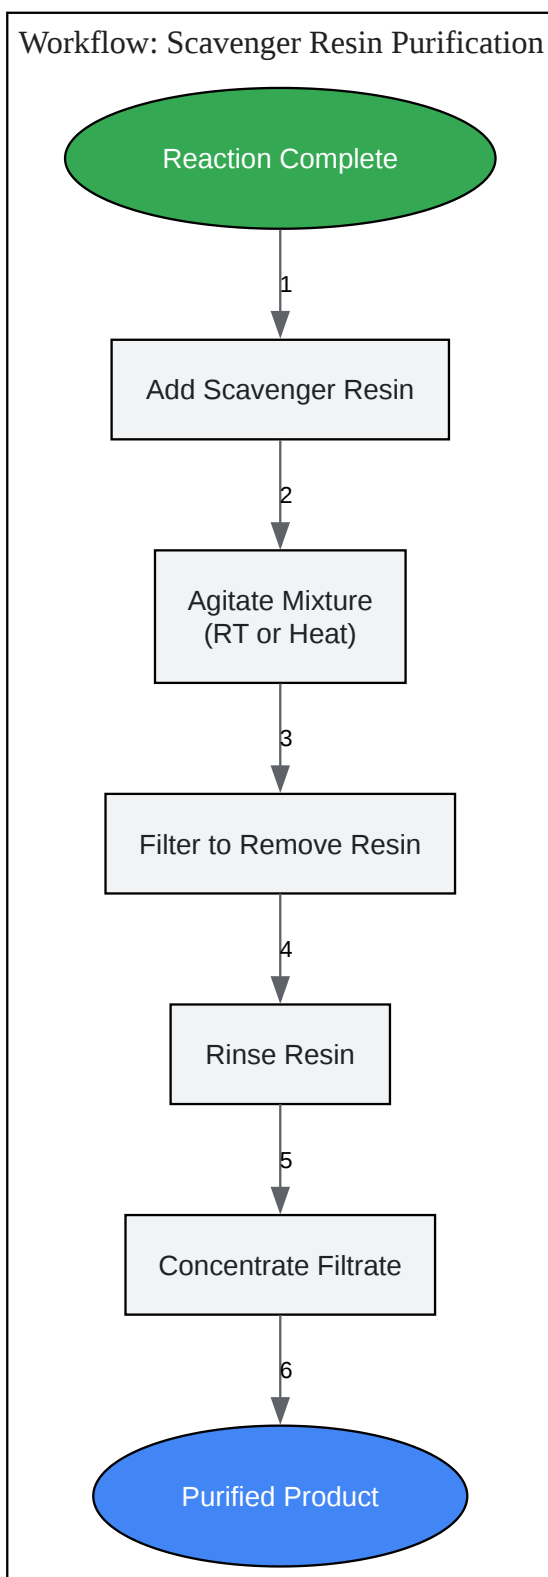 Workflow: Scavenger Resin Purification
Reaction Complete
1
Add Scavenger Resin
2
Agitate Mixture
(RT or Heat)
3
Filter to Remove Resin
4
Rinse Resin
5
Concentrate Filtrate
6
Purified Product